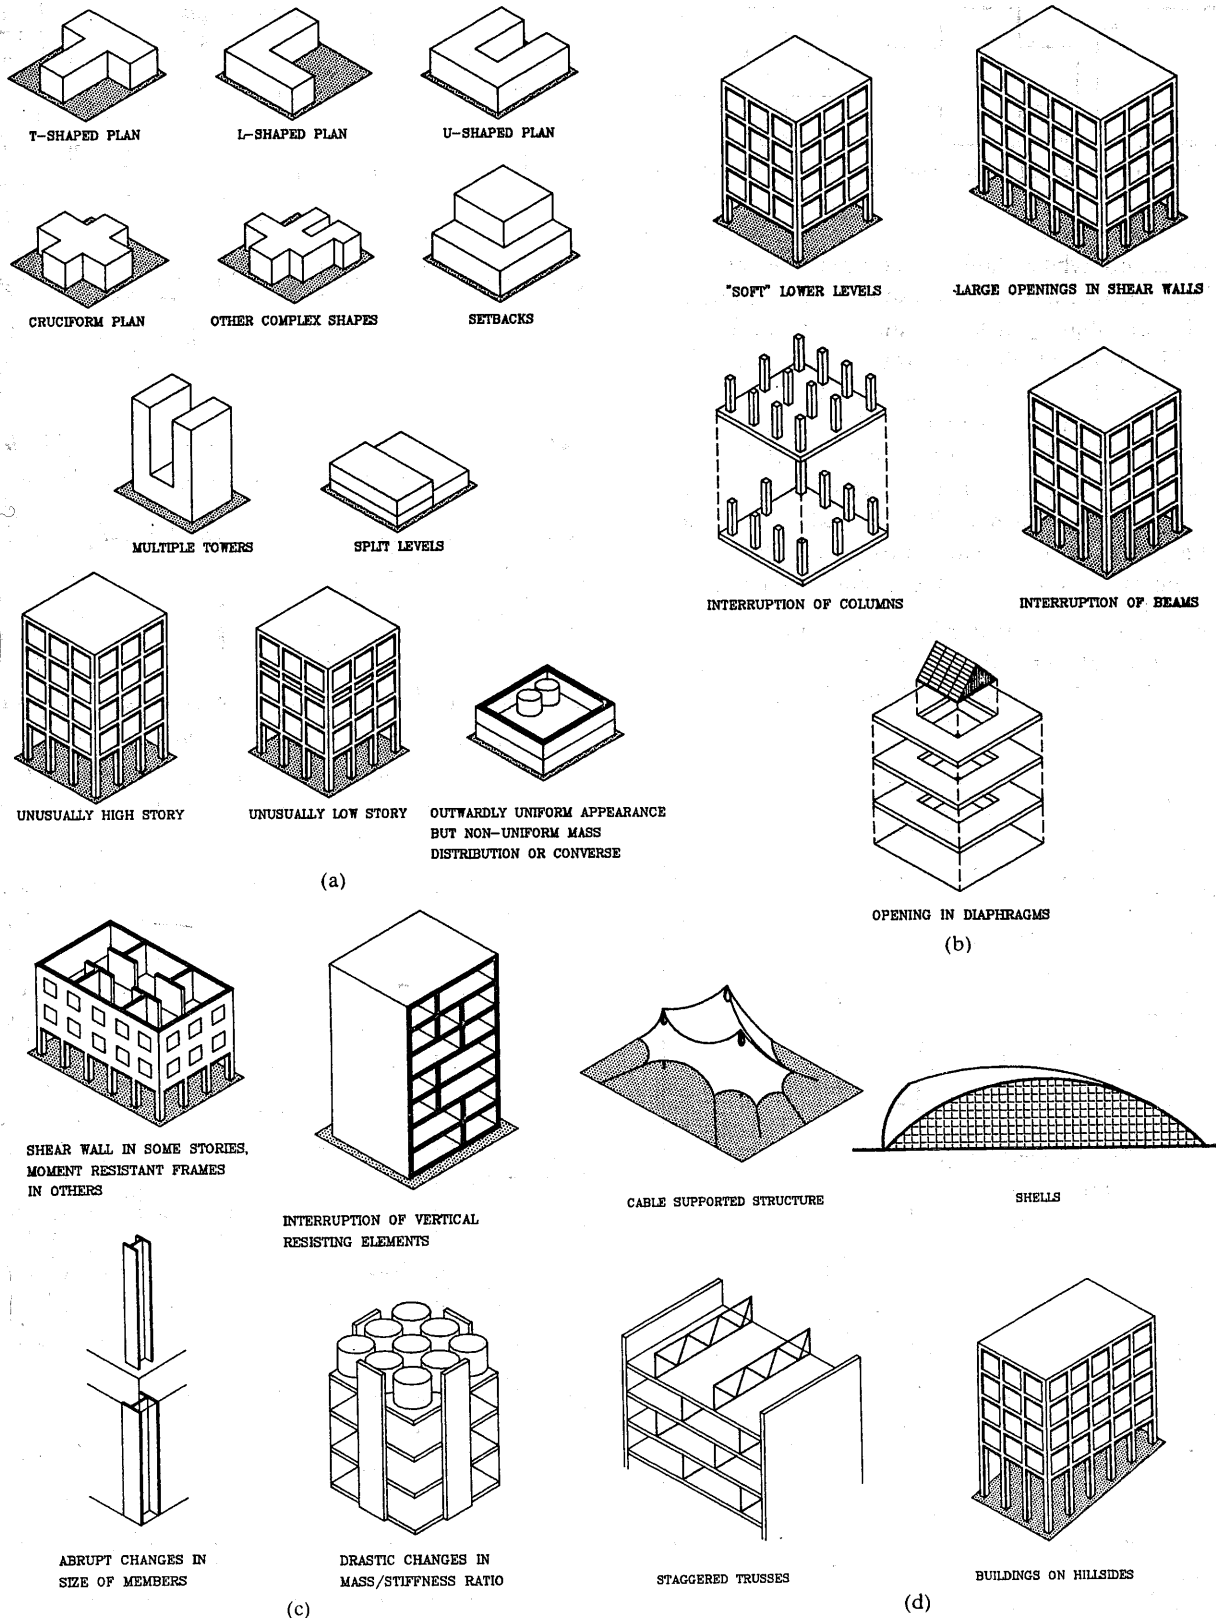 T-SHAPED PLAN
L-SHAPED PLAN
U-SHAPED PLAN
CRUCIFORM PLAN
OTHER COMPLEX SHAPES
SETBACKS
MULTIPLE TOWERS
SPLIT LEVELS
UNUSUALLY HIGH STORY
UNUSUALLY LOW STORY
OUTWARDLY UNIFORM APPEARANCE
BUT NON-UNIFORM MASS
DISTRIBUTION OR CONVERSE
(a)
"SOFT" LOWER LEVELS
LARGE OPENINGS IN SHEAR WALLS
INTERRUPTION OF COLUMNS
INTERRUPTION OF BEAMS
OPENING IN DIAPHRAGMS
(b)
SHEAR WALL IN SOME STORIES,
MOMENT RESISTANT FRAMES
IN OTHERS
INTERRUPTION OF VERTICAL
RESISTING ELEMENTS
ABRUPT CHANGES IN
SIZE OF MEMBERS
DRASTIC CHANGES IN
MASS/STIFFNESS RATIO
(c)
CABLE SUPPORTED STRUCTURE
SHELLS
STAGGERED TRUSSES
BUILDINGS ON HILLSIDES
(d)